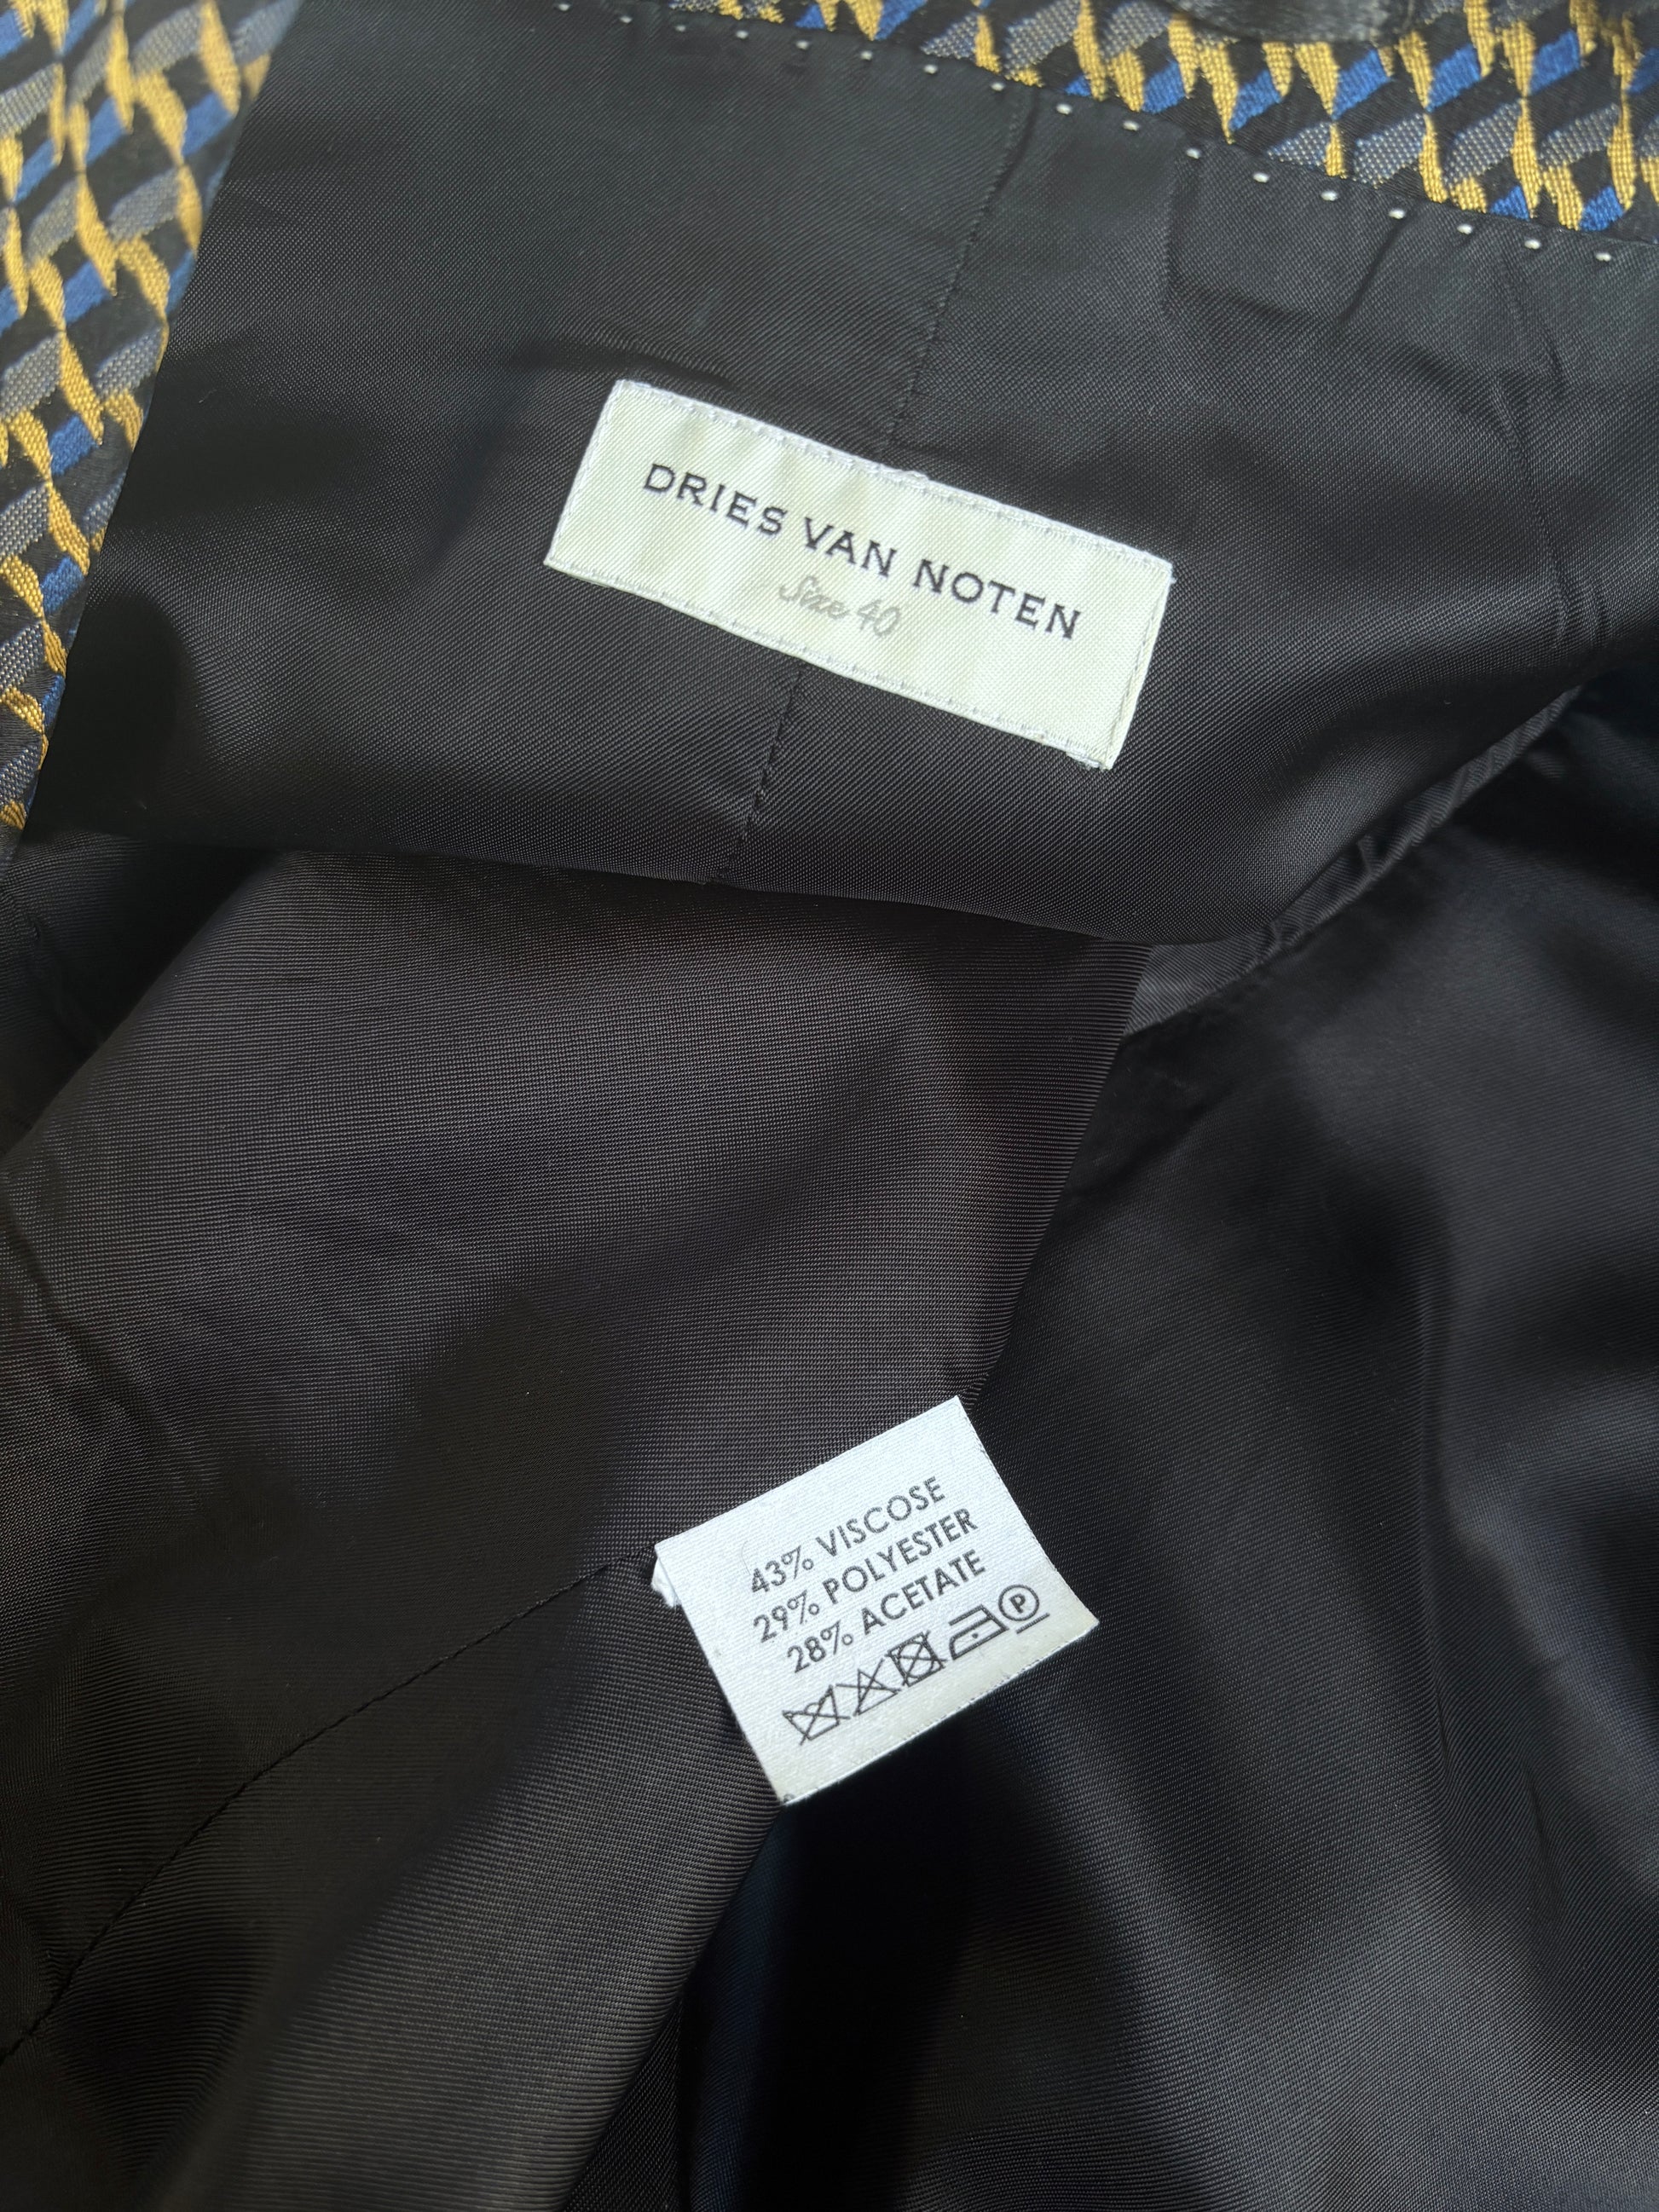 DRIES VAN NOTEN
Size 40
43% VISCOSE
29% POLYESTER
28% ACETATE
P